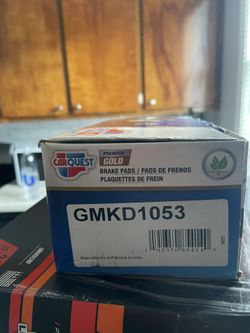 CARQUEST
PREMIUM
GOLD
BRAKE PADS / PADS DE FRENOS
PLAQUETTES DE FREIN
GMKD1053